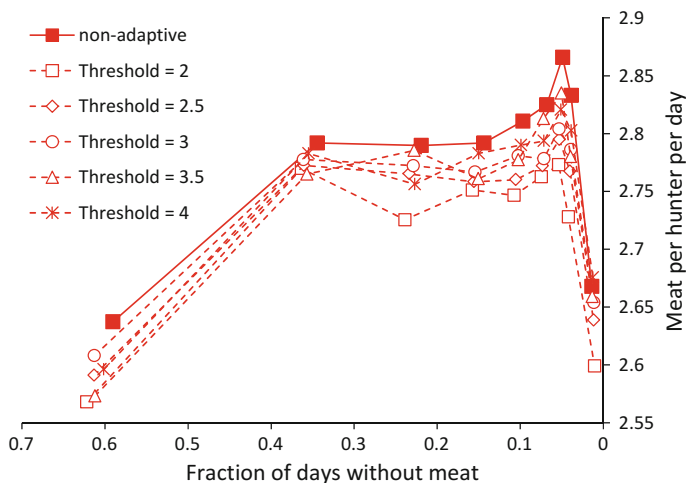 non-adaptive
Threshold = 2
Threshold = 2.5
Threshold = 3
Threshold = 3.5
Threshold = 4
2.9
2.85
2.8
2.75
2.7
2.65
2.6
2.55
Meat per hunter per day
0.7 0.6 0.5 0.4 0.3 0.2 0.1 0
Fraction of days without meat